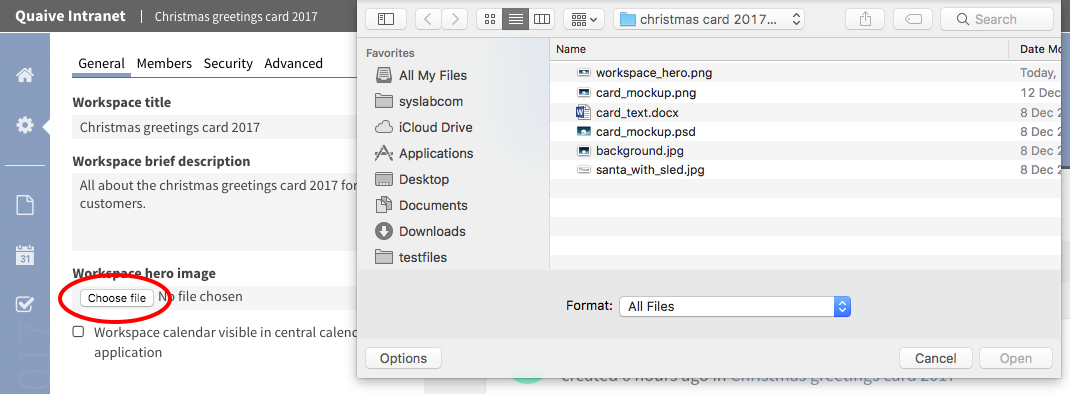 Quaive Intranet | Christmas greetings card 2017
General Members Security Advanced
Workspace title
Christmas greetings card 2017
Workspace brief description
All about the christmas greetings card 2017 for
customers.
Workspace hero image
Choose file No file chosen
Workspace calendar visible in central calen
application
31
2017
christmas card 2017...
Search
Favorites
All My Files
syslabcom
iCloud Drive
Applications
Desktop
Documents
Downloads
testfiles
Name Date Mo
workspace_hero.png Today,
card_mockup.png 12 Dec
card_text.docx 8 Dec 2
card_mockup.psd 8 Dec 2
background.jpg 8 Dec 2
santa_with_sled.jpg 8 Dec 2
Format: All Files
Options Cancel Open
created 6 hours ago in Christmas greetings card 2017